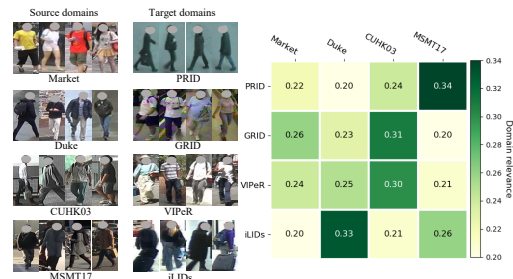 Source domains
Target domains
Market
PRID
Duke
GRID
CUHK03
VIPeR
MSMT17
iLIDs
Market
Duke
CUHK03
MSMT17
PRID 0.22 0.20 0.24 0.34
GRID 0.26 0.23 0.31 0.20
VIPeR 0.24 0.25 0.30 0.21
iLIDs 0.20 0.33 0.21 0.26
0.34
0.32
0.30
0.28
0.26
0.24
0.22
0.20
Domain relevance